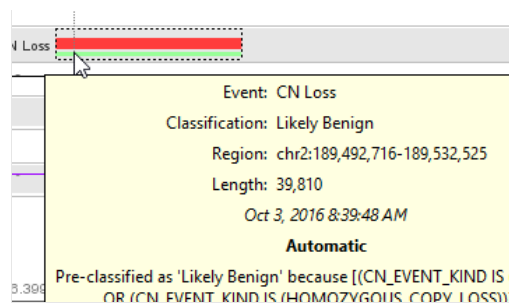 Loss
Event: CN Loss
Classification: Likely Benign
Region: chr2:189,492,716-189,532,525
Length: 39,810
Oct 3, 2016 8:39:48 AM
Automatic
Pre-classified as 'Likely Benign' because [(CN_EVENT_KIND IS
OR (CN_EVENT_KIND IS (HOMOZYGOUS_COPY_LOSS))